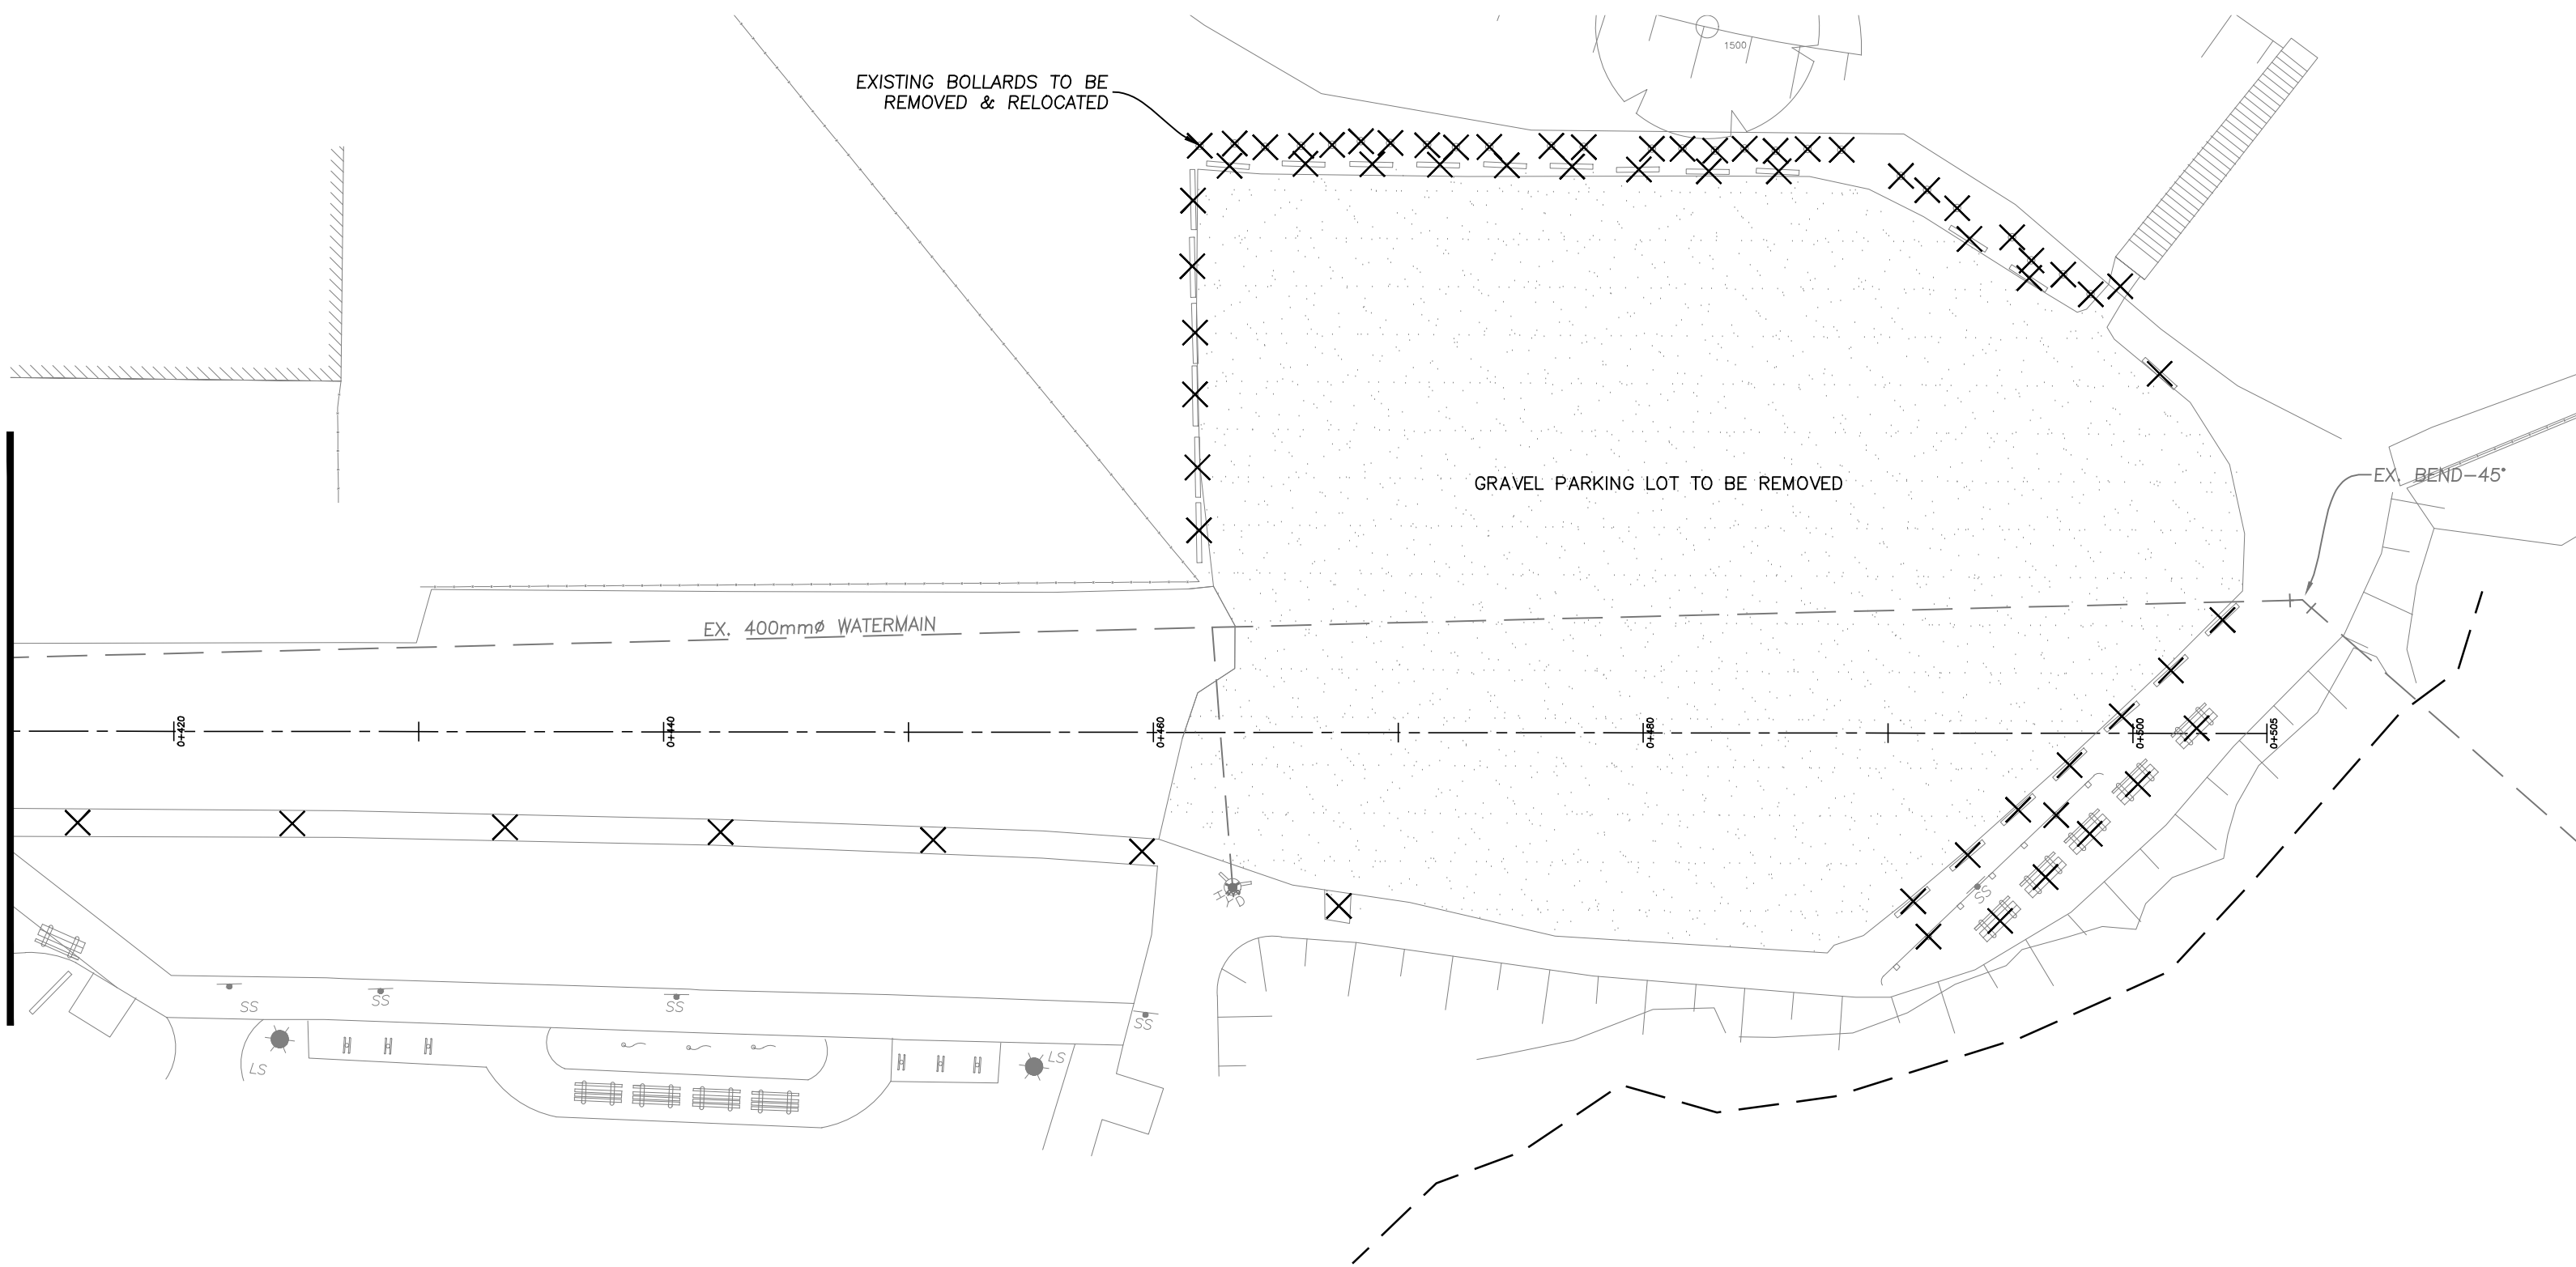 1500
EXISTING BOLLARDS TO BE
REMOVED & RELOCATED
GRAVEL PARKING LOT TO BE REMOVED
EX. BEND-45°
EX. 400mmø WATERMAIN
0+420
0+440
0+460
0+480
0+500
0+505
HYD
SS
SS
SS
SS
SS
LS
LS